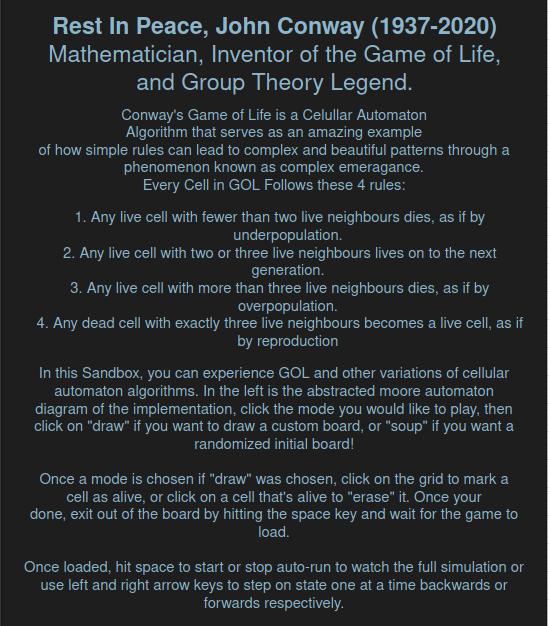 Rest In Peace, John Conway (1937-2020)
Mathematician, Inventor of the Game of Life,
and Group Theory Legend.
Conway's Game of Life is a Celullar Automaton
Algorithm that serves as an amazing example
of how simple rules can lead to complex and beautiful patterns through a
phenomenon known as complex emeragance.
Every Cell in GOL Follows these 4 rules:
1. Any live cell with fewer than two live neighbours dies, as if by
underpopulation.
2. Any live cell with two or three live neighbours lives on to the next
generation.
3. Any live cell with more than three live neighbours dies, as if by
overpopulation.
4. Any dead cell with exactly three live neighbours becomes a live cell, as if
by reproduction
In this Sandbox, you can experience GOL and other variations of cellular
automaton algorithms. In the left is the abstracted moore automaton
diagram of the implementation, click the mode you would like to play, then
click on "draw" if you want to draw a custom board, or "soup" if you want a
randomized initial board!
Once a mode is chosen if "draw" was chosen, click on the grid to mark a
cell as alive, or click on a cell that's alive to "erase" it. Once your
done, exit out of the board by hitting the space key and wait for the game to
load.
Once loaded, hit space to start or stop auto-run to watch the full simulation or
use left and right arrow keys to step on state one at a time backwards or
forwards respectively.